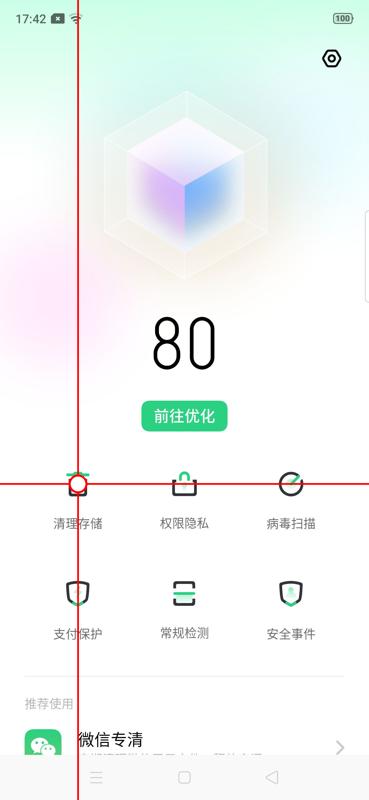 17:42
100
80
前往优化
清理存储
权限隐私
病毒扫描
支付保护
常规检测
安全事件
推荐使用
微信专清